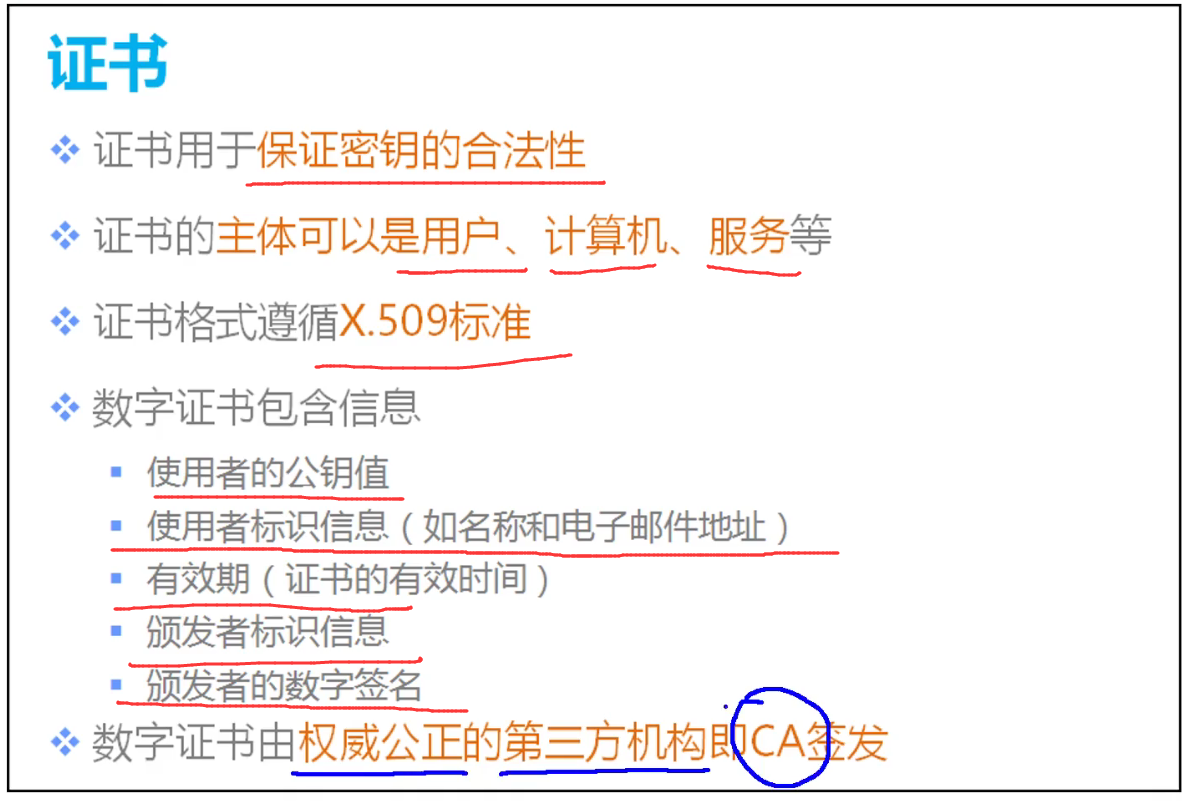 证书
证书用于保证密钥的合法性
证书的主体可以是用户、计算机、服务等
证书格式遵循X.509标准
数字证书包含信息
使用者的公钥值
使用者标识信息（如名称和电子邮件地址）
有效期（证书的有效时间）
颁发者标识信息
颁发者的数字签名
数字证书由权威公正的第三方机构即CA签发